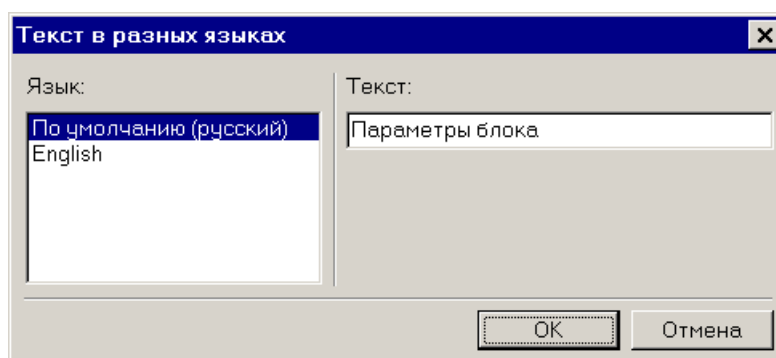 Текст в разных языках
Язык:
Текст:
По умолчанию (русский)
English
Параметры блока
OK
Отмена